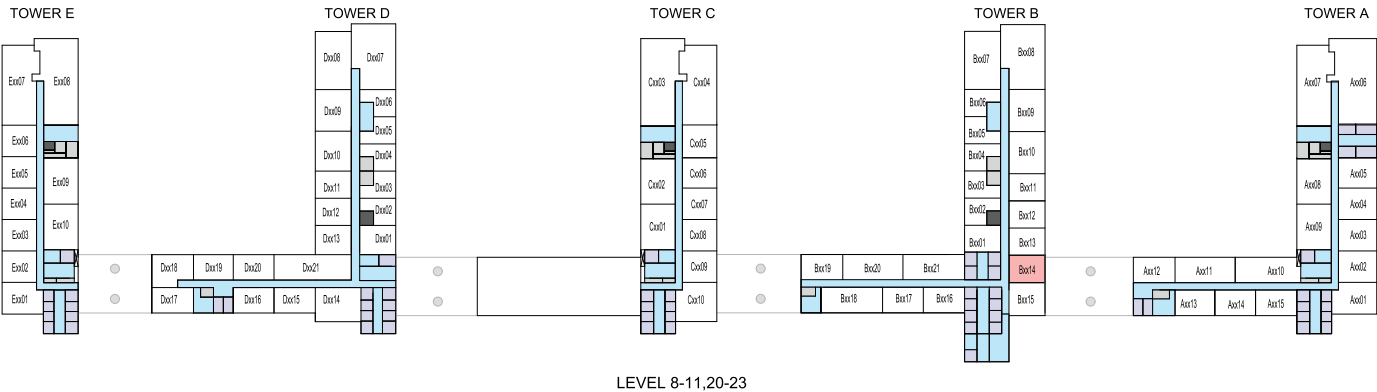 TOWER E
TOWER D
TOWER C
TOWER B
TOWER A
Exx07
Exx08
Exx06
Exx05
Exx09
Exx04
Exx10
Exx03
Exx02
Exx01
Dxx08
Dxx07
Dxx09
Dxx06
Dxx05
Dxx10
Dxx04
Dxx11
Dxx03
Dxx12
Dxx02
Dxx13
Dxx01
Dxx18
Dxx19
Dxx20
Dxx21
Dxx17
Dxx16
Dxx15
Dxx14
Cxx03
Cxx04
Cxx05
Cxx02
Cxx06
Cxx07
Cxx01
Cxx08
Cxx09
Cxx10
Bxx07
Bxx08
Bxx06
Bxx09
Bxx05
Bxx04
Bxx10
Bxx03
Bxx11
Bxx02
Bxx12
Bxx01
Bxx13
Bxx19
Bxx20
Bxx21
Bxx14
Bxx18
Bxx17
Bxx16
Bxx15
Axx07
Axx06
Axx08
Axx05
Axx04
Axx09
Axx03
Axx12
Axx11
Axx10
Axx02
Axx13
Axx14
Axx15
Axx01
LEVEL 8-11,20-23